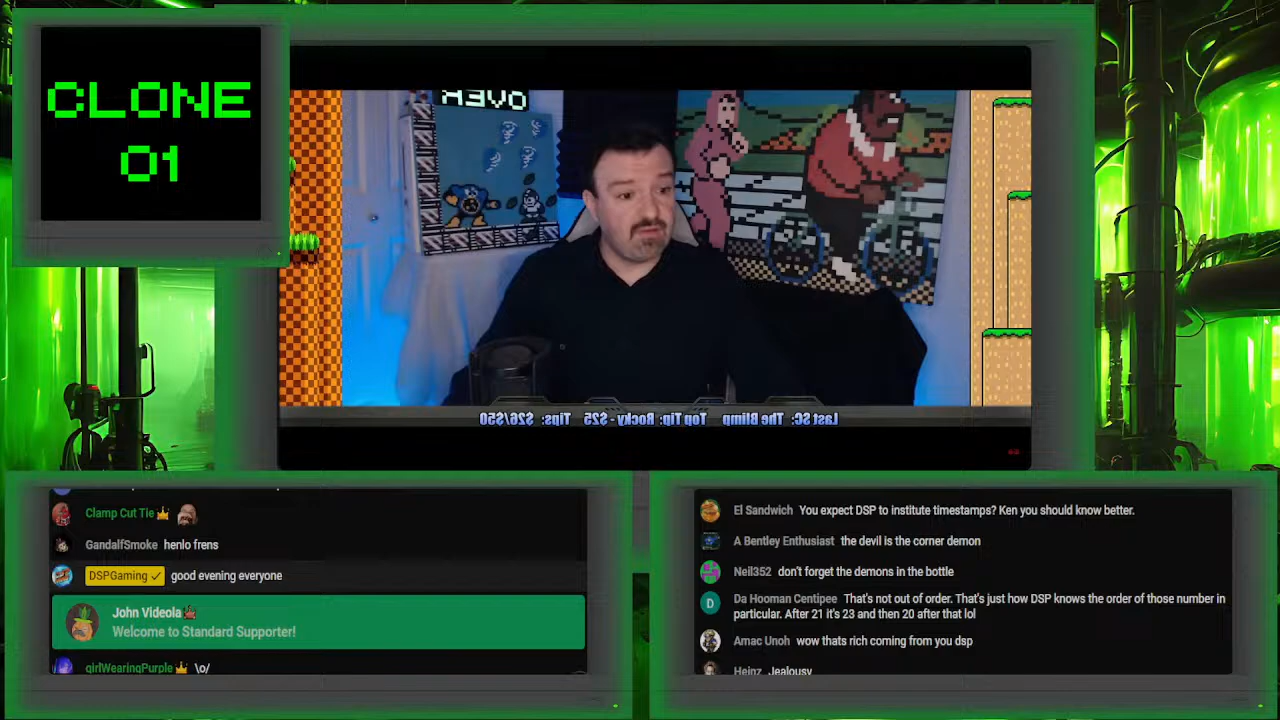 CLONE
01
OVER
Last SC: The Blimp Top Tip: Rocky - $25 Tips: $26/$50
Clamp Cut Tie
GandalfSmoke henlo frens
DSPGaming ✓ good evening everyone
John Videola
Welcome to Standard Supporter!
girlWearingPurple \o/
El Sandwich You expect DSP to institute timestamps? Ken you should know better.
A Bentley Enthusiast the devil is the corner demon
Neil352 don't forget the demons in the bottle
D
Da Hooman Centipee That's not out of order. That's just how DSP knows the order of those number in
particular. After 21 it's 23 and then 20 after that lol
Amac Unoh wow thats rich coming from you dsp
Heinz Jealousy